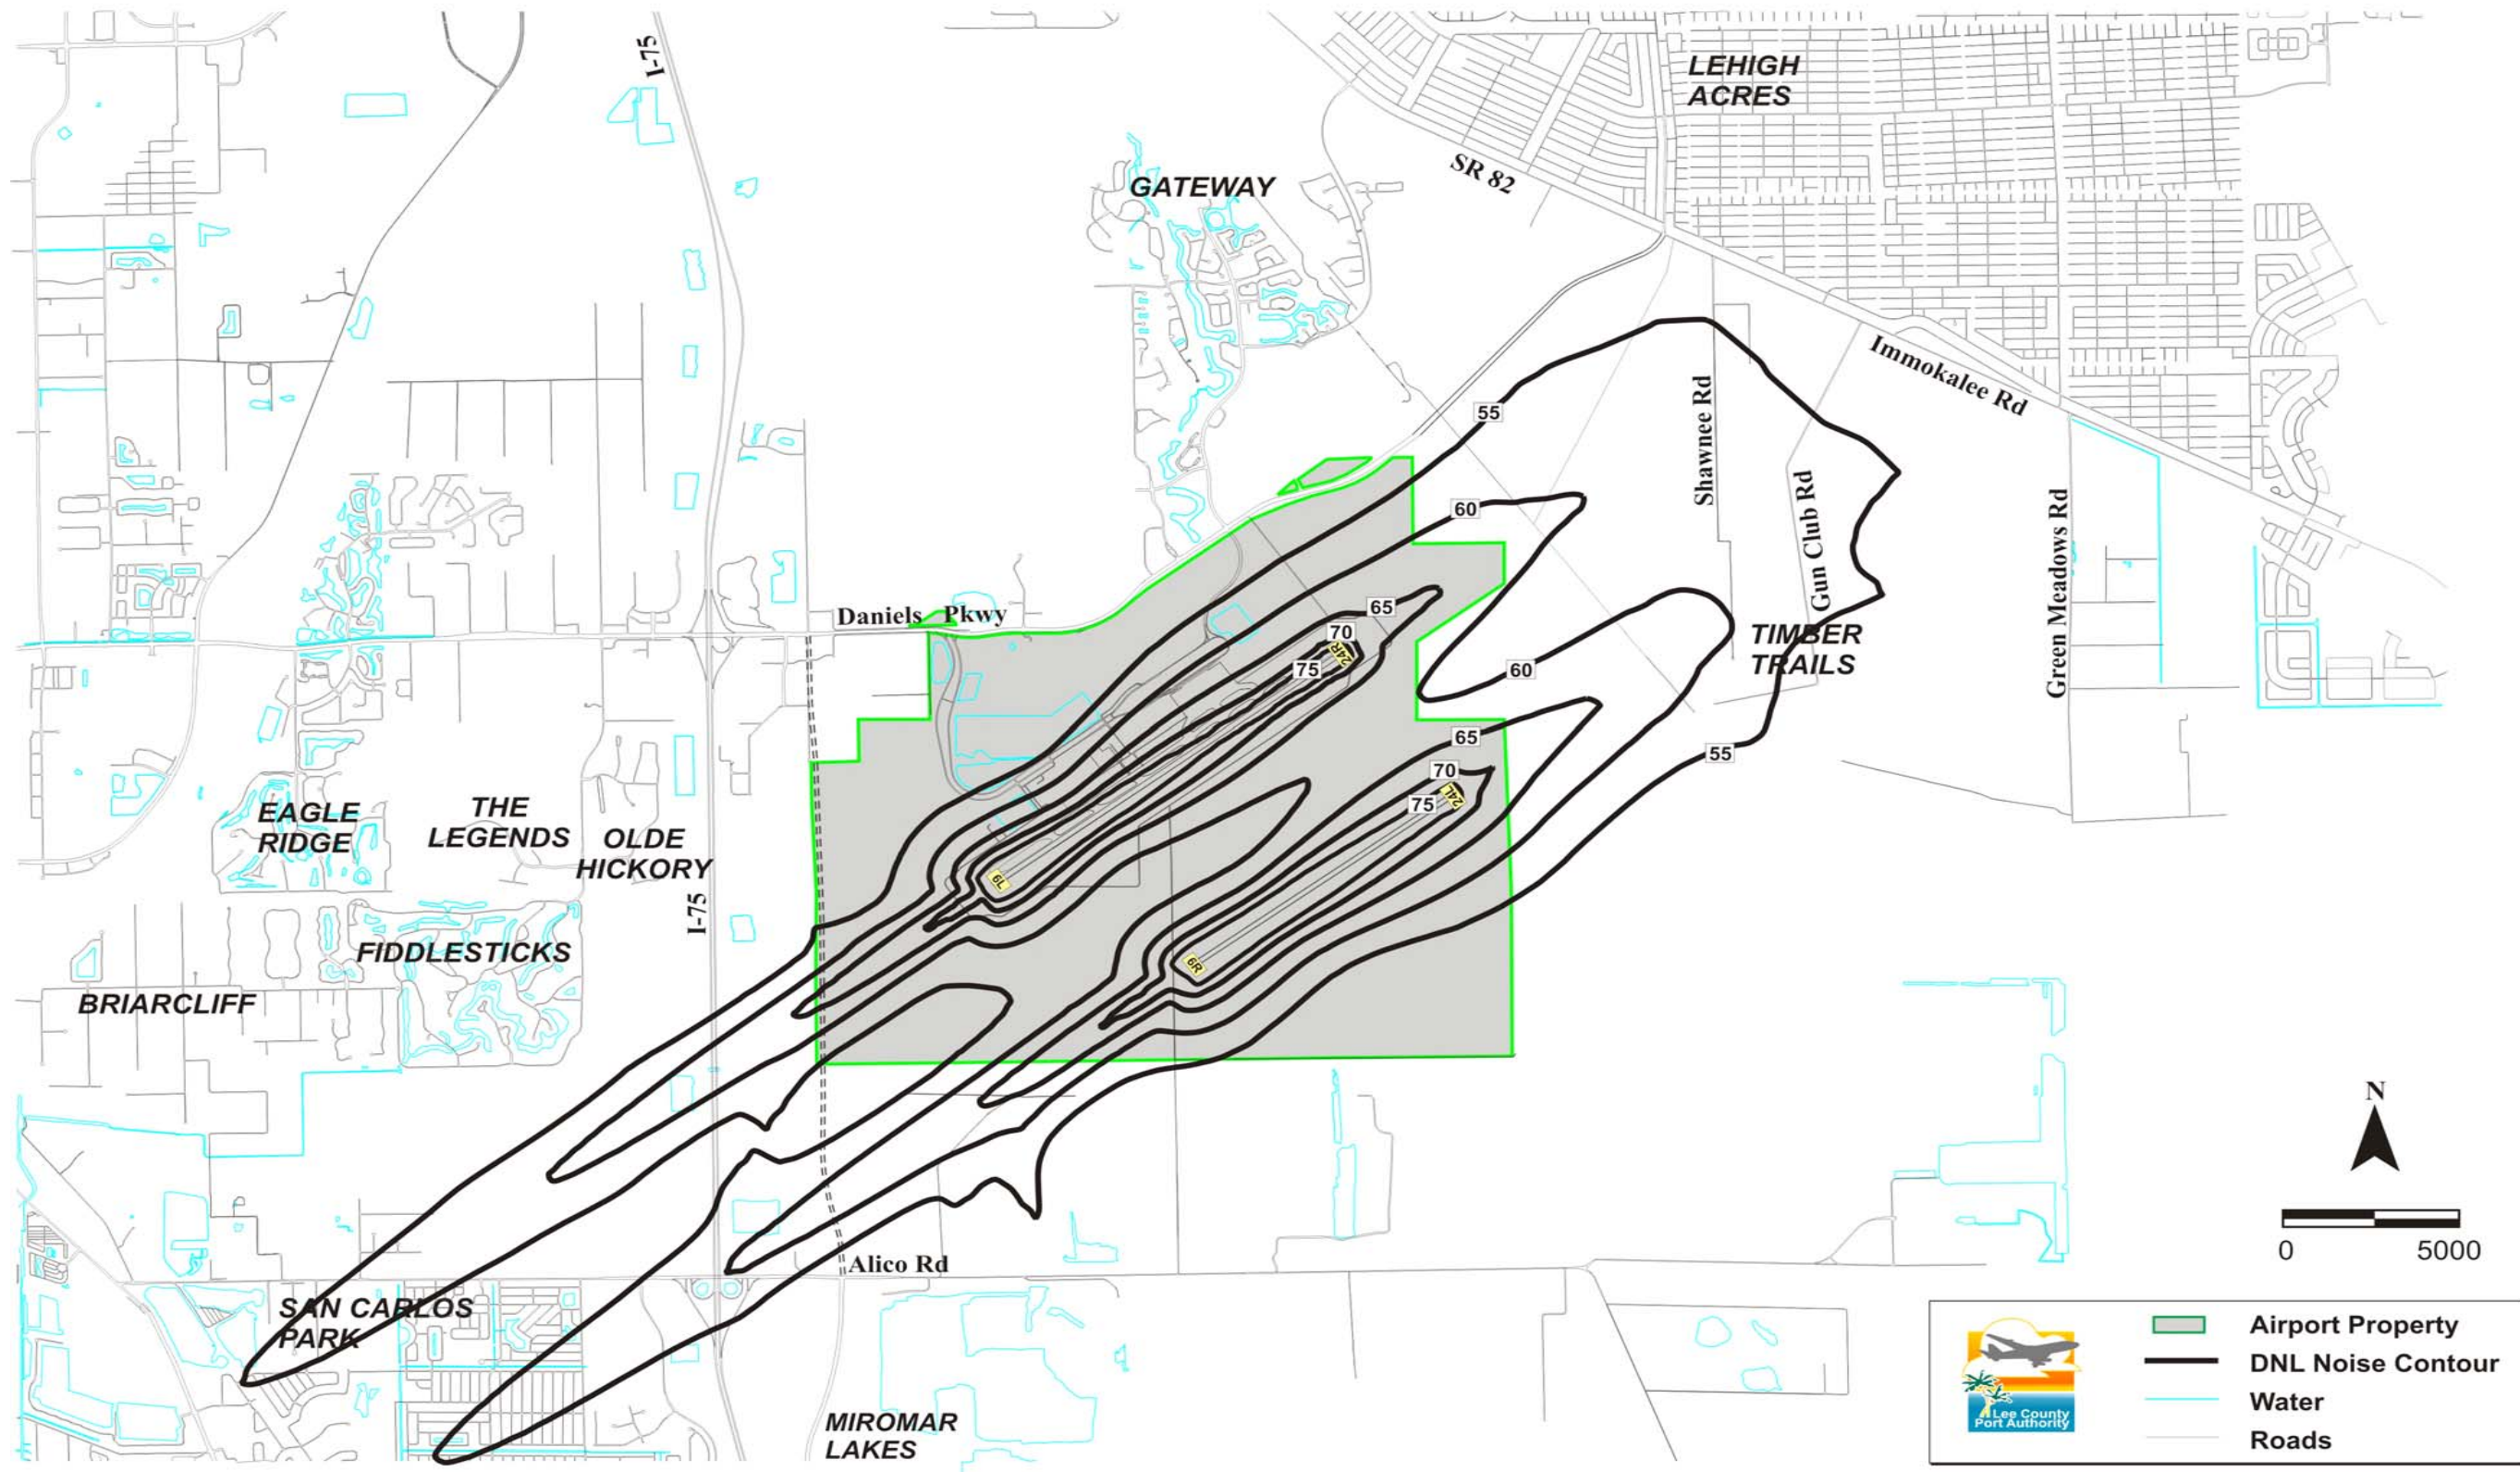 I-75
LEHIGH
ACRES
GATEWAY
SR 82
Immokalee Rd
55
Shawnee Rd
60
Gun Club Rd
Green Meadows Rd
Daniels Pkwy
65
70
24R
75
60
TIMBER
TRAILS
65
55
70
24L
75
EAGLE
RIDGE
THE
LEGENDS
OLDE
HICKORY
6L
I-75
FIDDLESTICKS
6R
BRIARCLIFF
N
0 5000
Alico Rd
SAN CARLOS
PARK
MIROMAR
LAKES
Lee County
Port Authority
Airport Property
DNL Noise Contour
Water
Roads